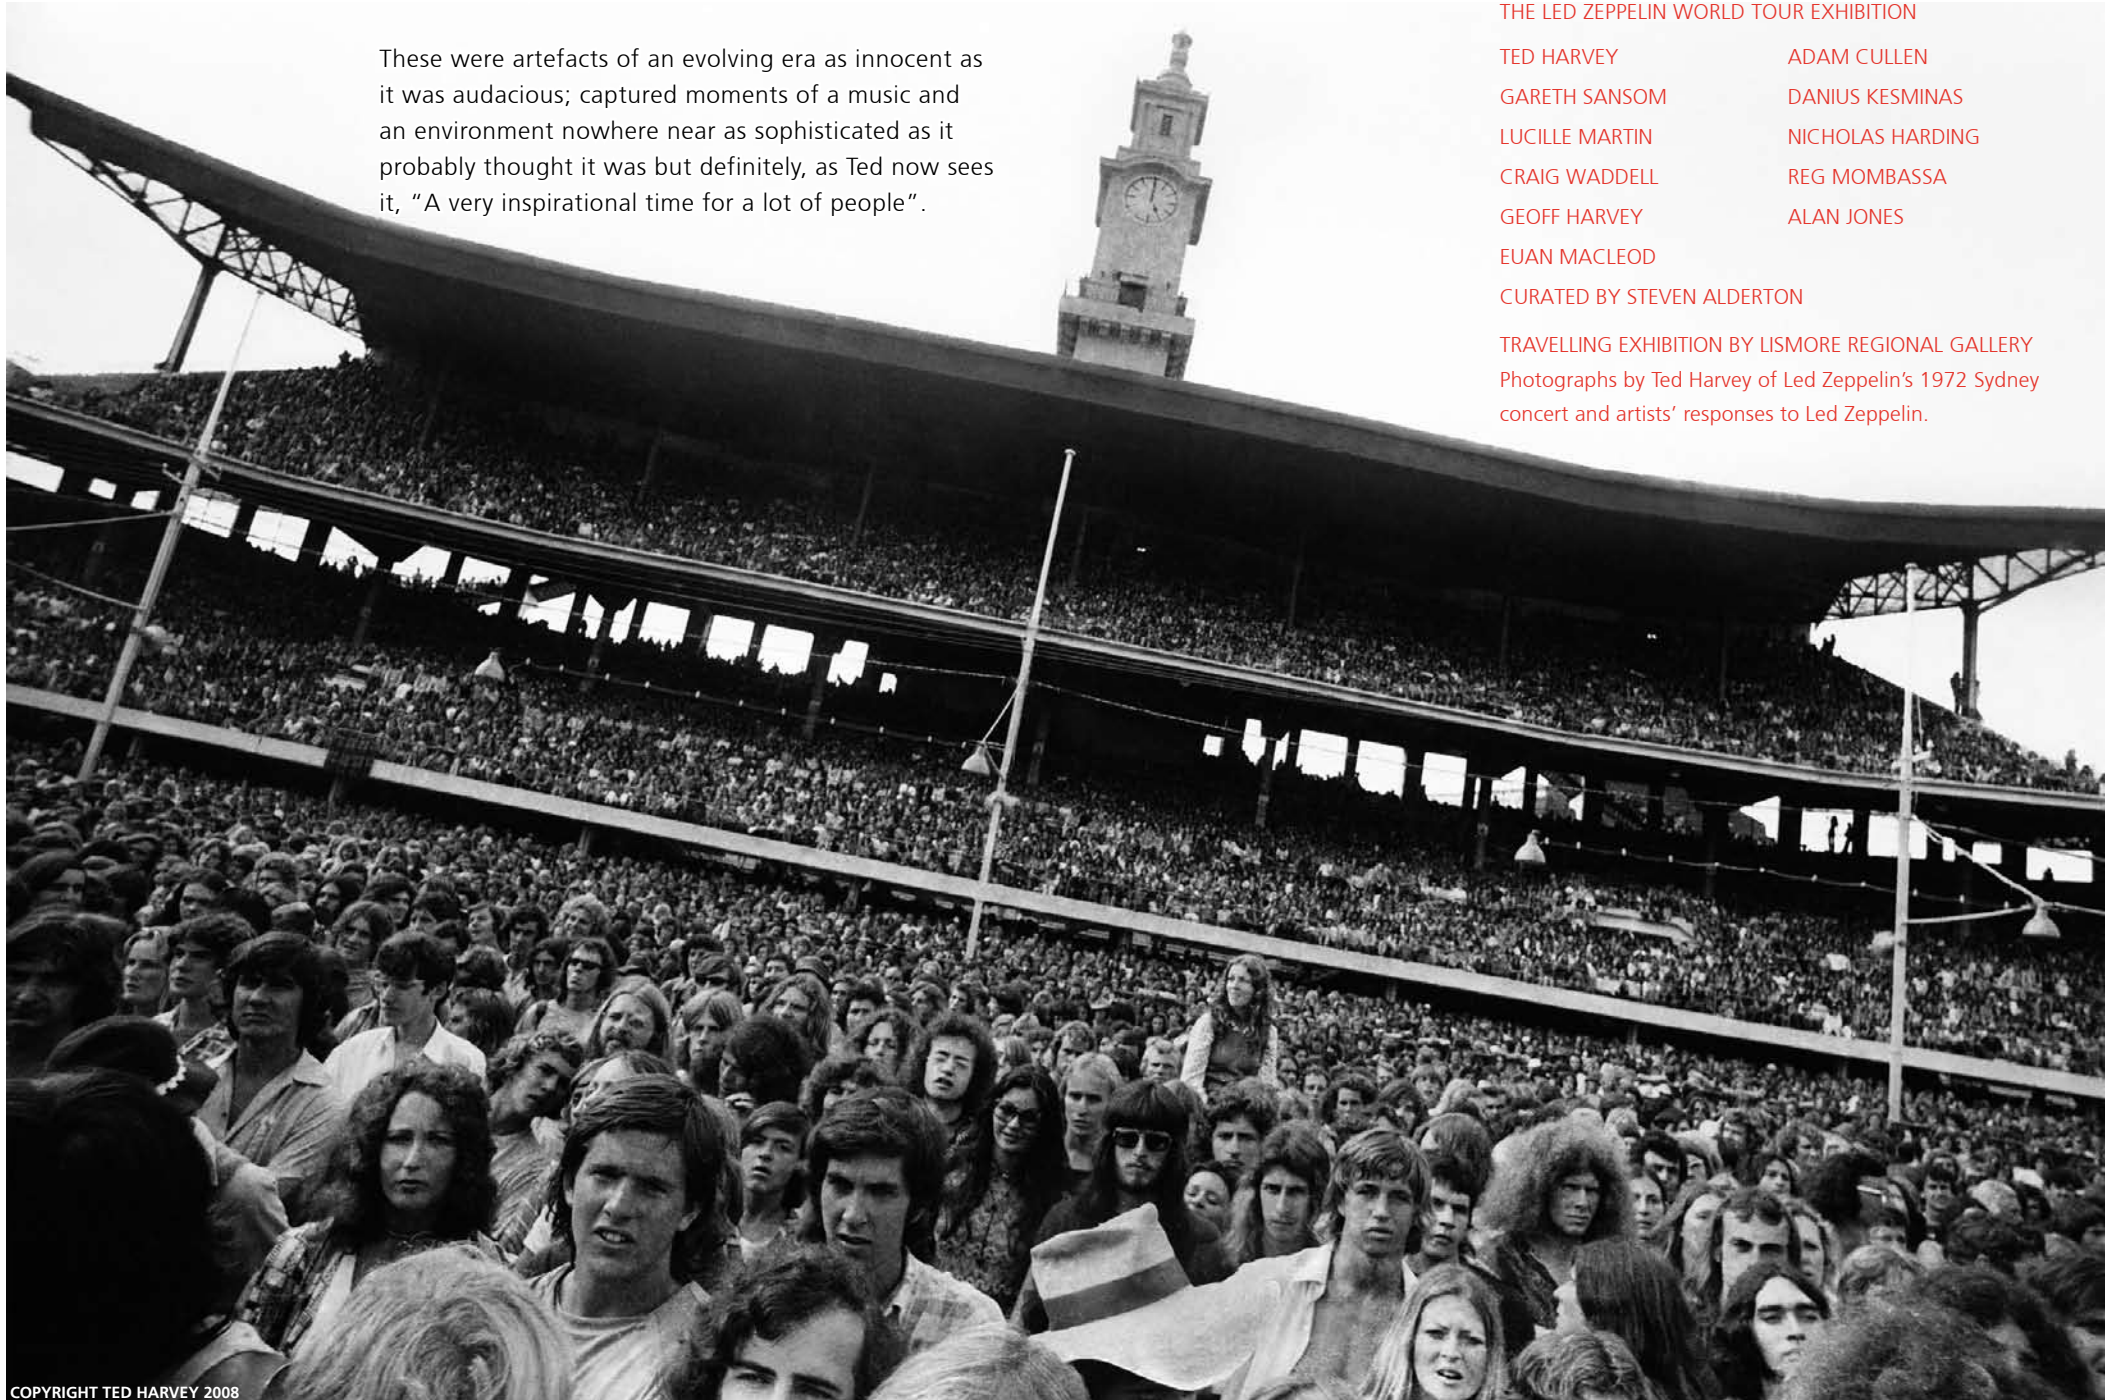 These were artefacts of an evolving era as innocent as
it was audacious; captured moments of a music and
an environment nowhere near as sophisticated as it
probably thought it was but definitely, as Ted now sees
it, “A very inspirational time for a lot of people”.
THE LED ZEPPELIN WORLD TOUR EXHIBITION
TED HARVEY
GARETH SANSOM
LUCILLE MARTIN
CRAIG WADDELL
GEOFF HARVEY
EUAN MACLEOD
ADAM CULLEN
DANIUS KESMINAS
NICHOLAS HARDING
REG MOMBASSA
ALAN JONES
CURATED BY STEVEN ALDERTON
TRAVELLING EXHIBITION BY LISMORE REGIONAL GALLERY
Photographs by Ted Harvey of Led Zeppelin’s 1972 Sydney
concert and artists’ responses to Led Zeppelin.
COPYRIGHT TED HARVEY 2008